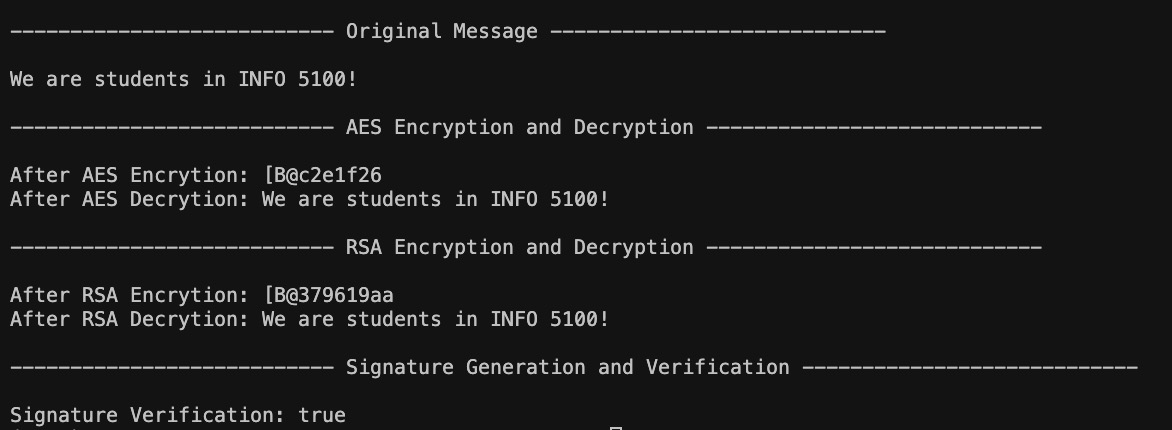 --------------------------- Original Message ----------------------------
We are students in INFO 5100!
--------------------------- AES Encryption and Decryption ----------------------------
After AES Encrytion: [B@c2e1f26
After AES Decrytion: We are students in INFO 5100!
--------------------------- RSA Encryption and Decryption ----------------------------
After RSA Encrytion: [B@379619aa
After RSA Decrytion: We are students in INFO 5100!
--------------------------- Signature Generation and Verification ----------------------------
Signature Verification: true